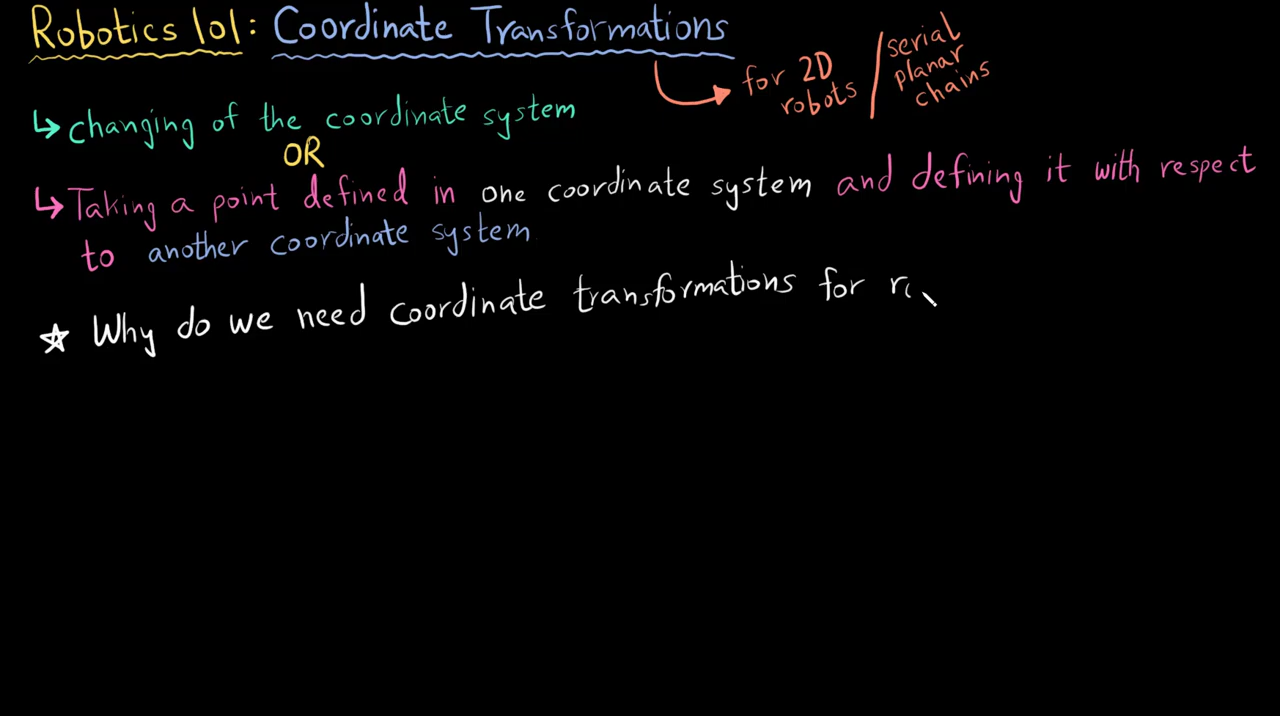 Robotics 101: Coordinate Transformations
for 2D robots / serial planar chains
↳ changing of the coordinate system
OR
↳ Taking a point defined in one coordinate system and defining it with respect
to another coordinate system
☆ Why do we need coordinate transformations for